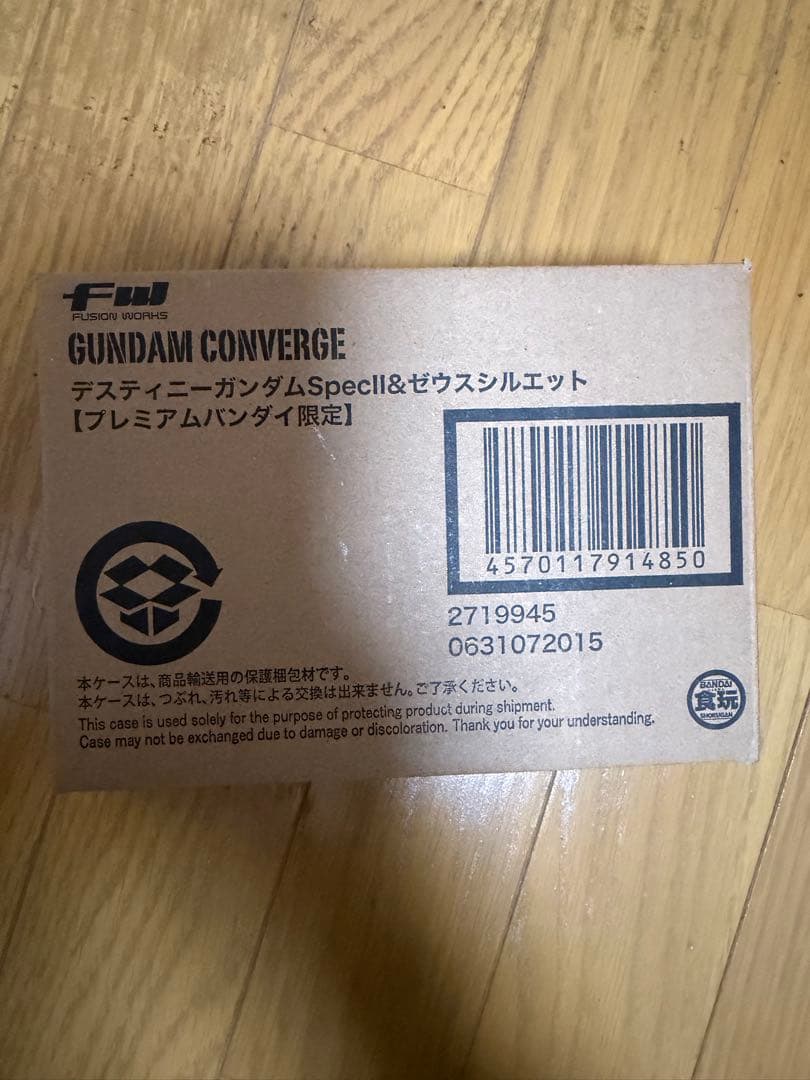 FW
FUSION WORKS
GUNDAM CONVERGE
デスティニーガンダムSpecII&ゼウスシルエット
【プレミアムバンダイ限定】
4570117914850
2719945
0631072015
本ケースは、商品輸送用の保護梱包材です。
本ケースは、つぶれ、汚れ等による交換は出来ません。ご了承ください。
This case is used solely for the purpose of protecting product during shipment.
Case may not be exchanged due to damage or discoloration. Thank you for your understanding.
BANDAI
食玩
SHOKUGAN